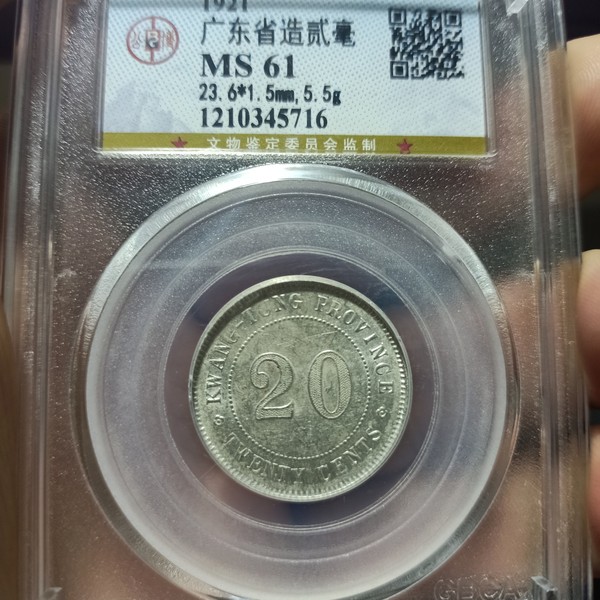 1921
广东省造贰毫
MS 61
23.6*1.5mm,5.5g
1210345716
文物鉴定委员会监制
KWANG-TUNG PROVINCE
20
TWENTY CENTS